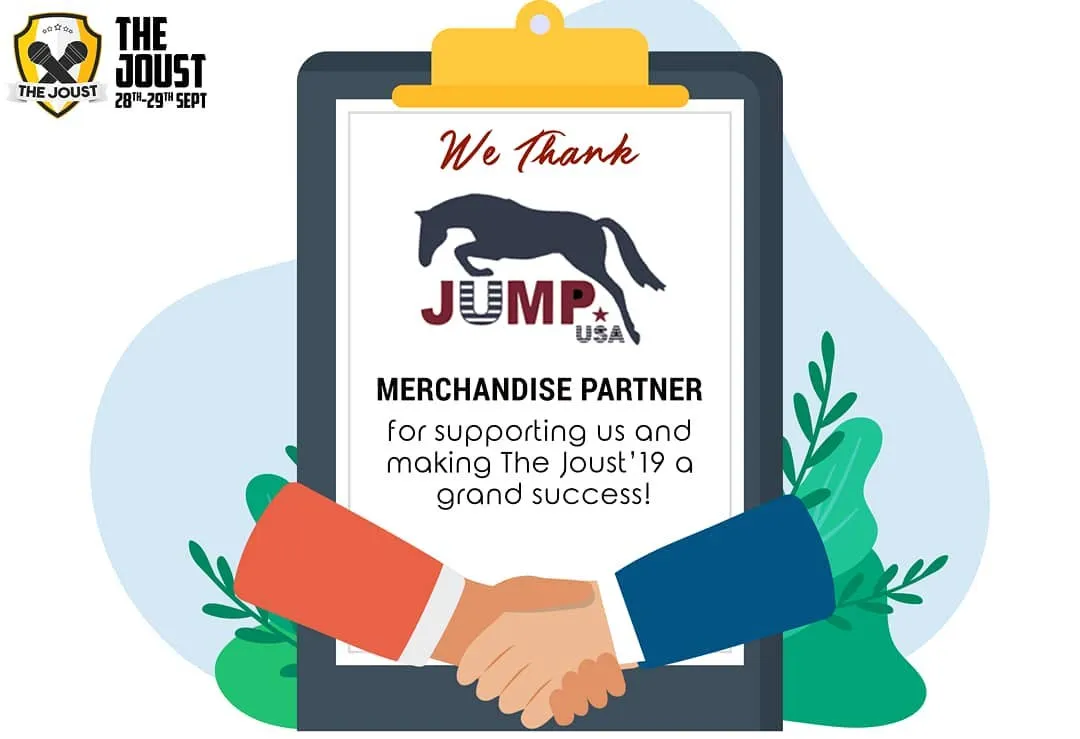 THE JOUST
THE
JOUST
28TH-29TH SEPT
We Thank
JUMP
USA
MERCHANDISE PARTNER
for supporting us and
making The Joust'19 a
grand success!